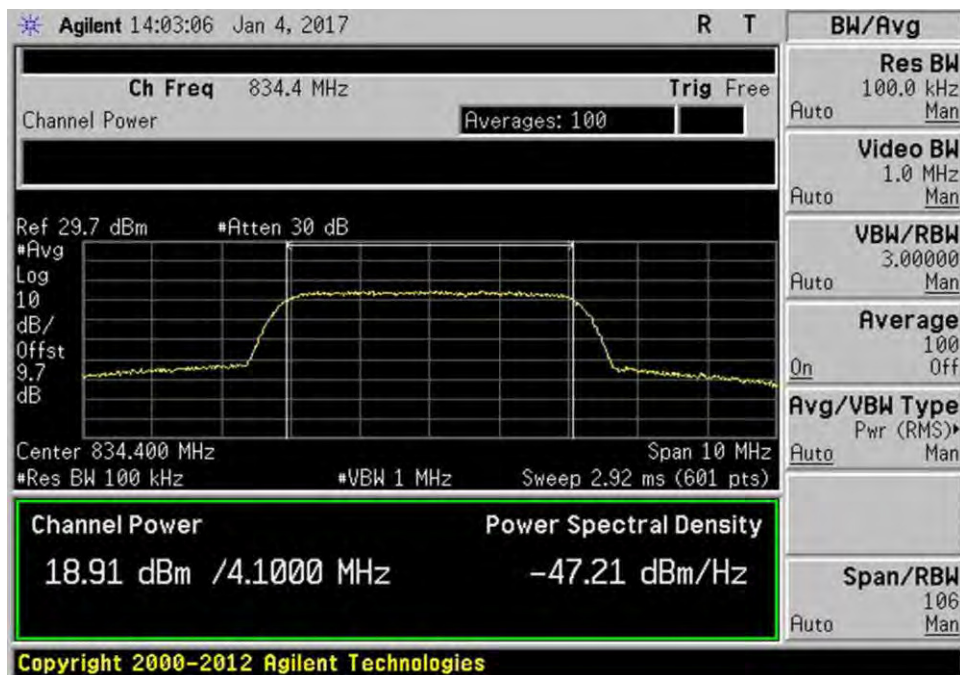 Agilent 14:03:06 Jan 4, 2017 R T
Ch Freq 834.4 MHz Trig Free
Channel Power Averages: 100
Ref 29.7 dBm #Atten 30 dB
#Avg
Log
10
dB/
Offst
9.7
dB
Center 834.400 MHz Span 10 MHz
#Res BW 100 kHz #VBW 1 MHz Sweep 2.92 ms (601 pts)
Channel Power Power Spectral Density
18.91 dBm /4.1000 MHz -47.21 dBm/Hz
Copyright 2000-2012 Agilent Technologies
BW/Avg
Res BW
100.0 kHz
Auto Man
Video BW
1.0 MHz
Auto Man
VBW/RBW
3.00000
Auto Man
Average
100
On Off
Avg/VBW Type
Pwr (RMS)▸
Auto Man
Span/RBW
106
Auto Man